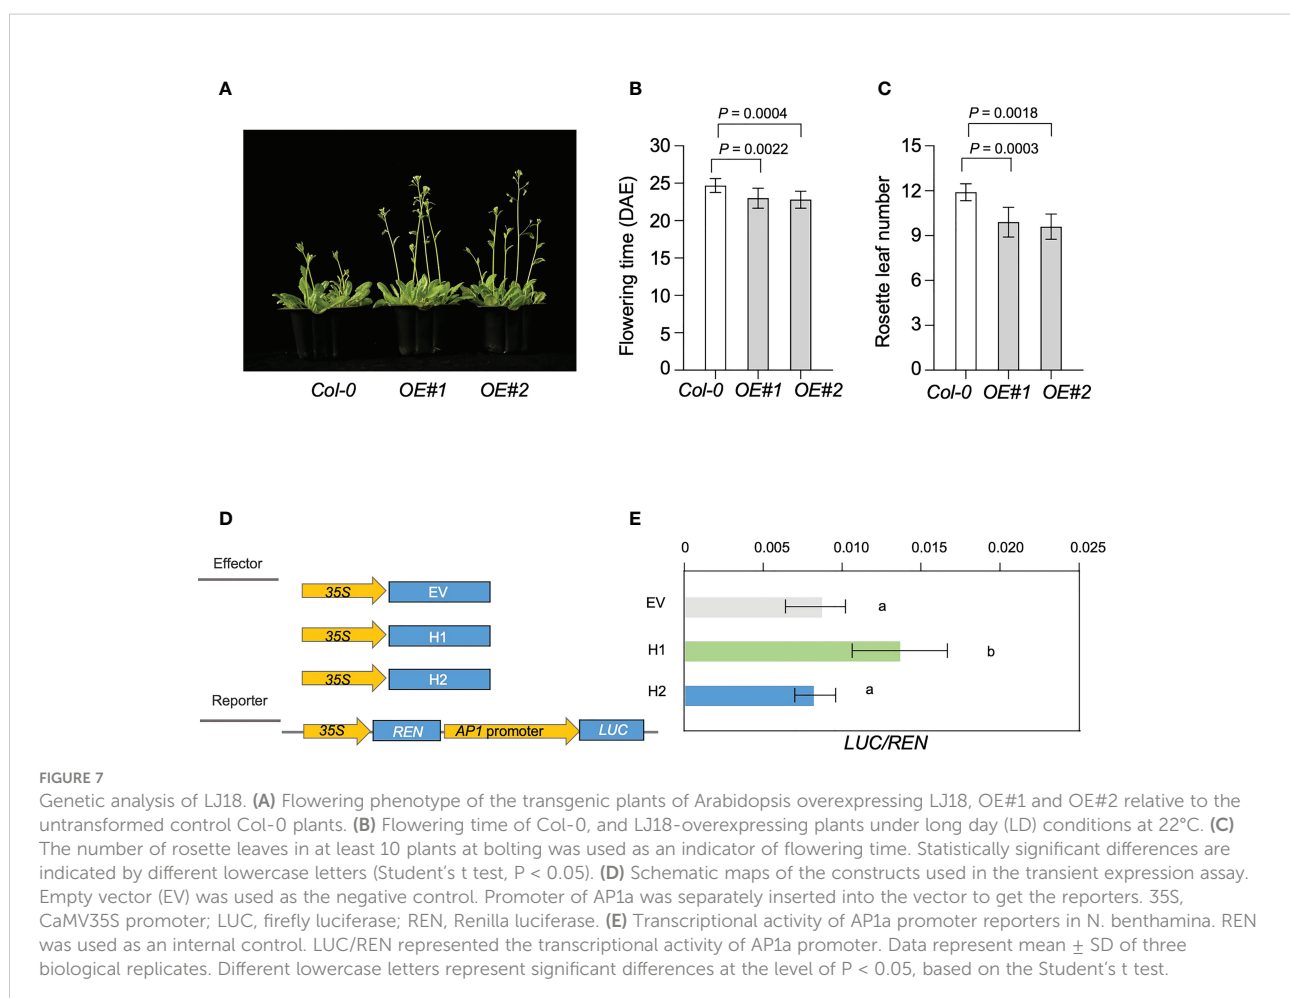 A
B
C
P = 0.0004
P = 0.0022
30
25
20
15
10
5
0
Flowering time (DAE)
Col-0 OE#1 OE#2
P = 0.0018
P = 0.0003
15
12
9
6
3
0
Rosette leaf number
Col-0 OE#1 OE#2
Col-0 OE#1 OE#2
D
Effector
35S EV
35S H1
35S H2
Reporter
35S REN AP1 promoter LUC
E
0 0.005 0.010 0.015 0.020 0.025
EV a
H1 b
H2 a
LUC/REN
FIGURE 7
Genetic analysis of LJ18. (A) Flowering phenotype of the transgenic plants of Arabidopsis overexpressing LJ18, OE#1 and OE#2 relative to the
untransformed control Col-0 plants. (B) Flowering time of Col-0, and LJ18-overexpressing plants under long day (LD) conditions at 22°C. (C)
The number of rosette leaves in at least 10 plants at bolting was used as an indicator of flowering time. Statistically significant differences are
indicated by different lowercase letters (Student's t test, P < 0.05). (D) Schematic maps of the constructs used in the transient expression assay.
Empty vector (EV) was used as the negative control. Promoter of AP1a was separately inserted into the vector to get the reporters. 35S,
CaMV35S promoter; LUC, firefly luciferase; REN, Renilla luciferase. (E) Transcriptional activity of AP1a promoter reporters in N. benthamina. REN
was used as an internal control. LUC/REN represented the transcriptional activity of AP1a promoter. Data represent mean ± SD of three
biological replicates. Different lowercase letters represent significant differences at the level of P < 0.05, based on the Student's t test.